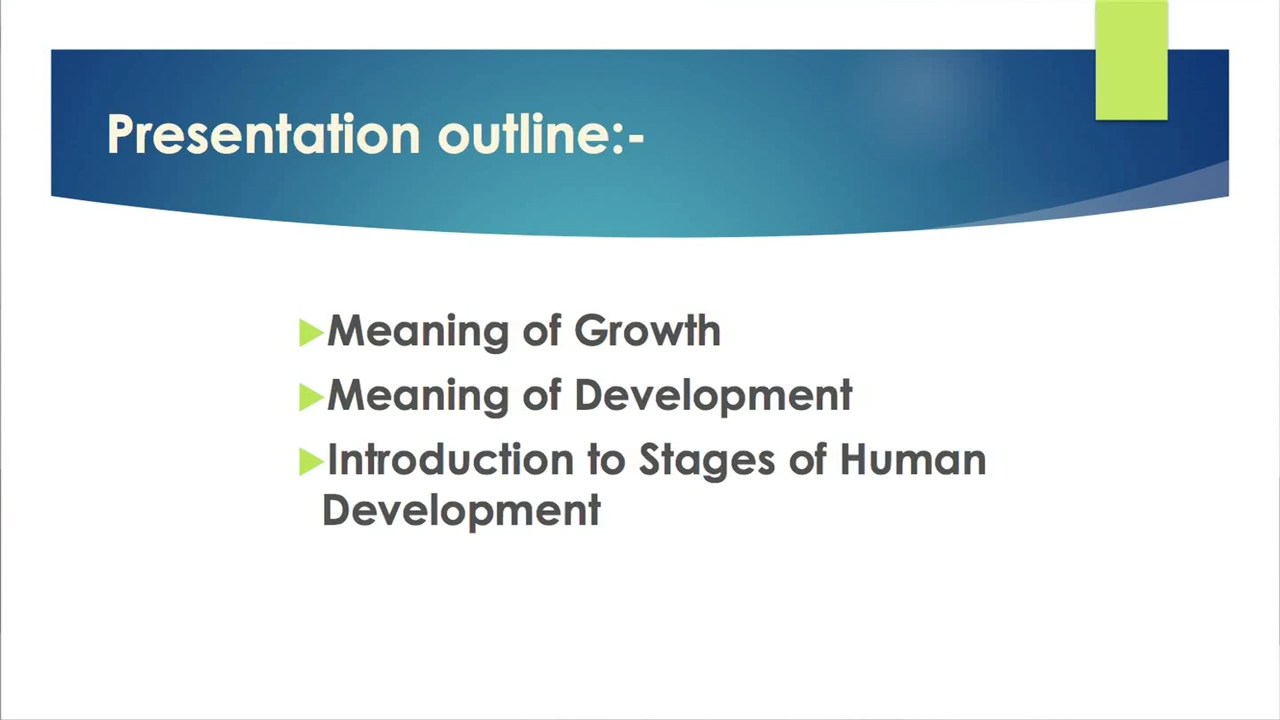 Presentation outline:-
Meaning of Growth
Meaning of Development
Introduction to Stages of Human
Development